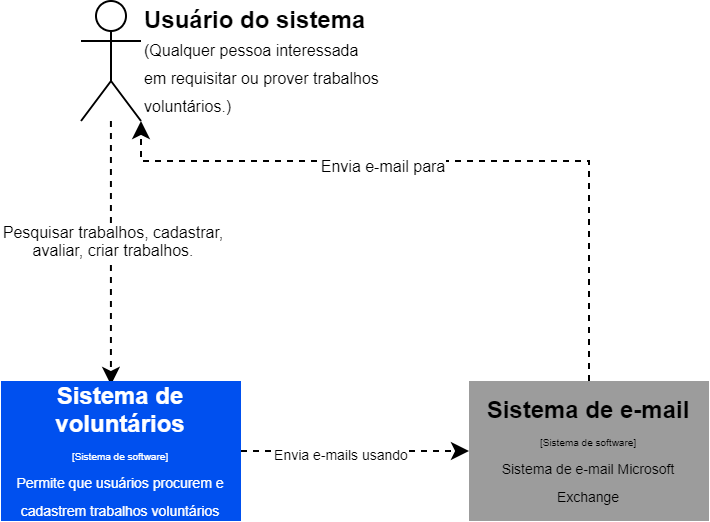 Usuário do sistema
(Qualquer pessoa interessada
em requisitar ou prover trabalhos
voluntários.)
Envia e-mail para
Pesquisar trabalhos, cadastrar,
avaliar, criar trabalhos.
Sistema de
voluntários
[Sistema de software]
Permite que usuários procurem e
cadastrem trabalhos voluntários
Envia e-mails usando
Sistema de e-mail
[Sistema de software]
Sistema de e-mail Microsoft
Exchange